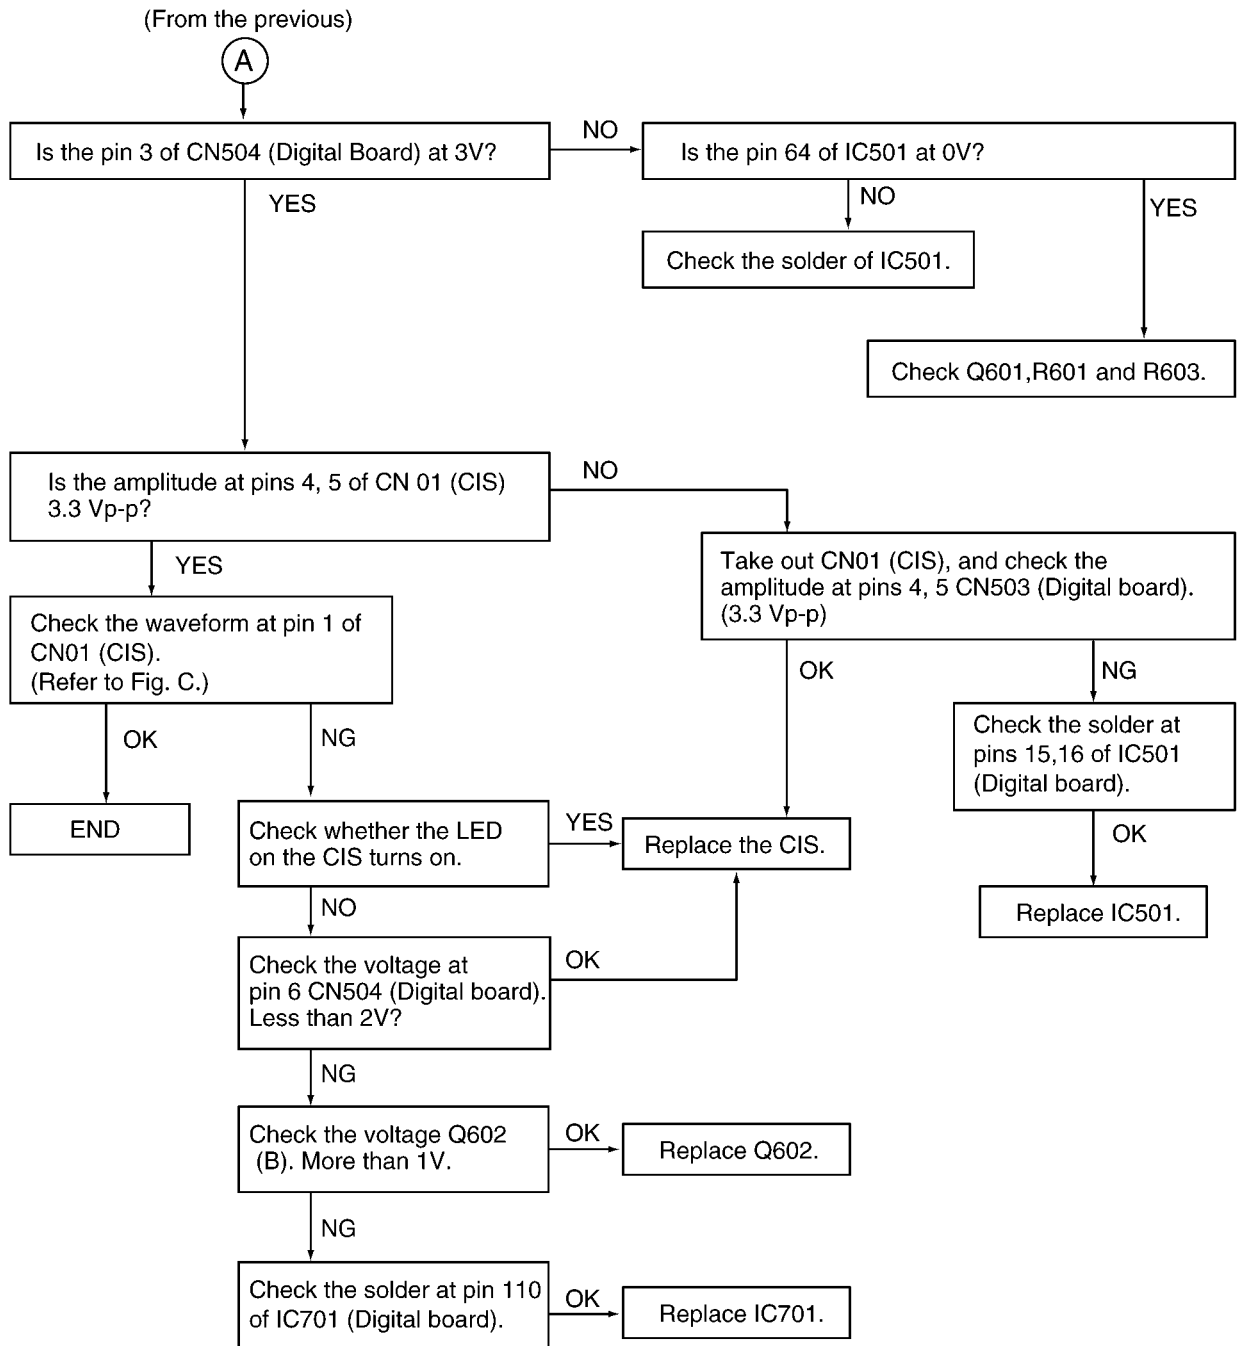 (From the previous)
A
Is the pin 3 of CN504 (Digital Board) at 3V?
NO
Is the pin 64 of IC501 at 0V?
YES
NO
YES
Check the solder of IC501.
Check Q601,R601 and R603.
Is the amplitude at pins 4, 5 of CN 01 (CIS)
3.3 Vp-p?
NO
YES
Take out CN01 (CIS), and check the
amplitude at pins 4, 5 CN503 (Digital board).
(3.3 Vp-p)
Check the waveform at pin 1 of
CN01 (CIS).
(Refer to Fig. C.)
OK
NG
OK
NG
Check the solder at
pins 15,16 of IC501
(Digital board).
END
Check whether the LED
on the CIS turns on.
YES
Replace the CIS.
OK
Replace IC501.
NO
Check the voltage at
pin 6 CN504 (Digital board).
Less than 2V?
OK
NG
Check the voltage Q602
(B). More than 1V.
OK
Replace Q602.
NG
Check the solder at pin 110
of IC701 (Digital board).
OK
Replace IC701.